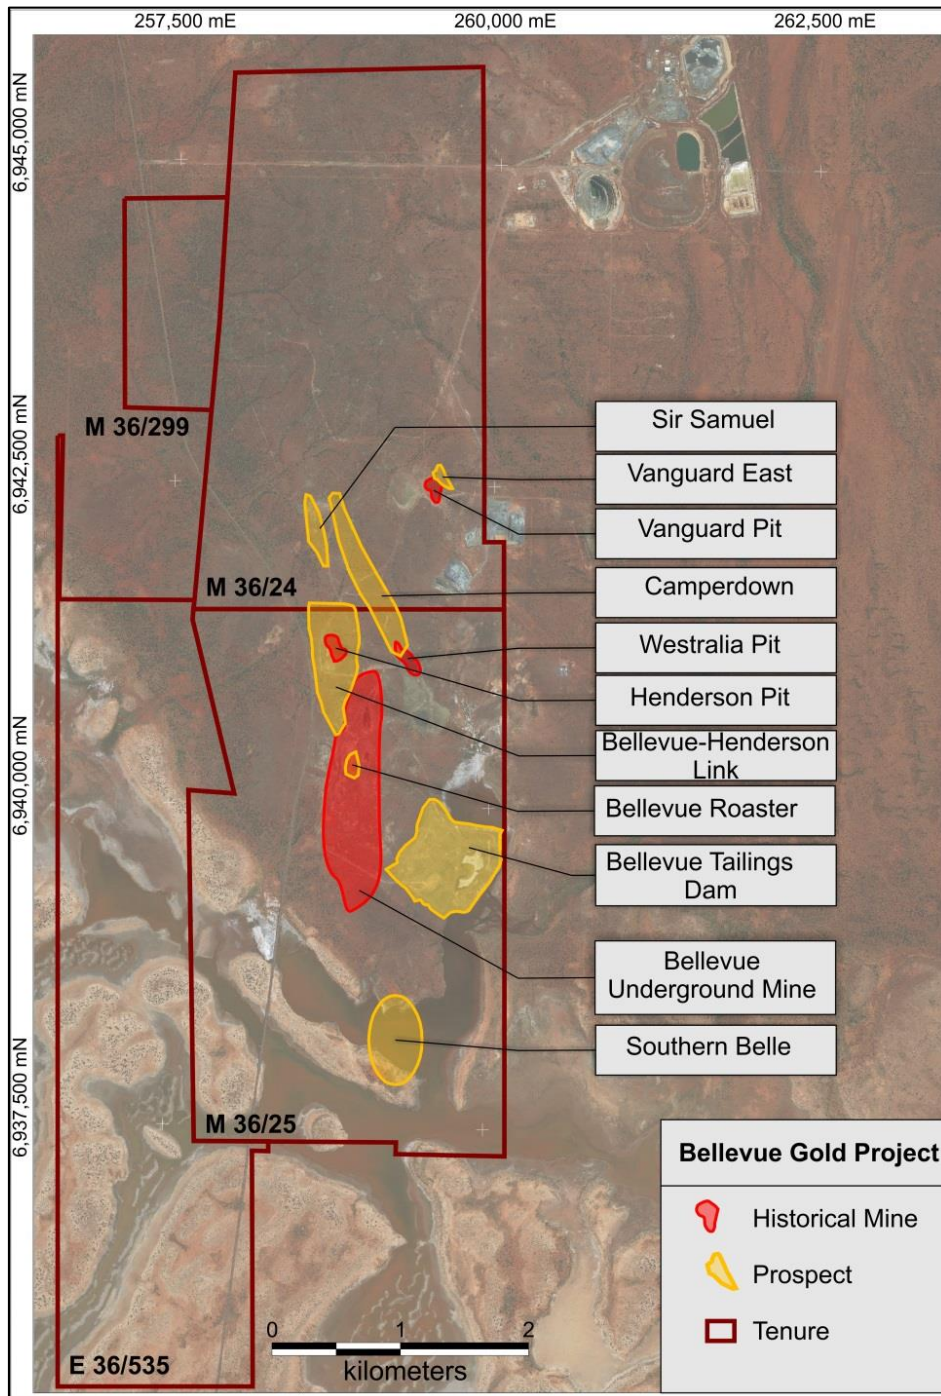 257,500 mE
260,000 mE
262,500 mE
6,945,000 mN
6,942,500 mN
6,940,000 mN
6,937,500 mN
M 36/299
M 36/24
M 36/25
E 36/535
Sir Samuel
Vanguard East
Vanguard Pit
Camperdown
Westralia Pit
Henderson Pit
Bellevue-Henderson
Link
Bellevue Roaster
Bellevue Tailings
Dam
Bellevue
Underground Mine
Southern Belle
Bellevue Gold Project
Historical Mine
Prospect
Tenure
0 1 2
kilometers